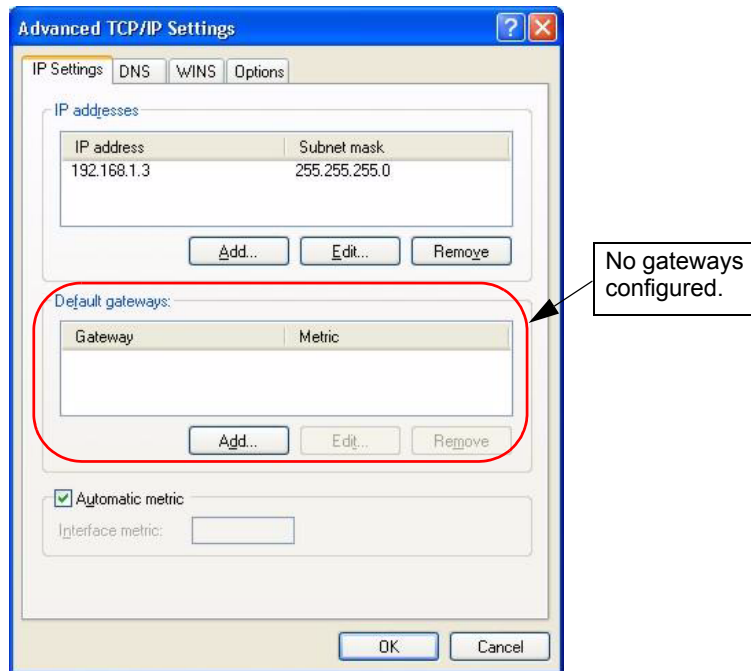 Advanced TCP/IP Settings
IP Settings DNS WINS Options
IP addresses
IP address Subnet mask
192.168.1.3 255.255.255.0
Add... Edit... Remove
No gateways
configured.
Default gateways:
Gateway Metric
Add... Edit... Remove
Automatic metric
Interface metric:
OK Cancel